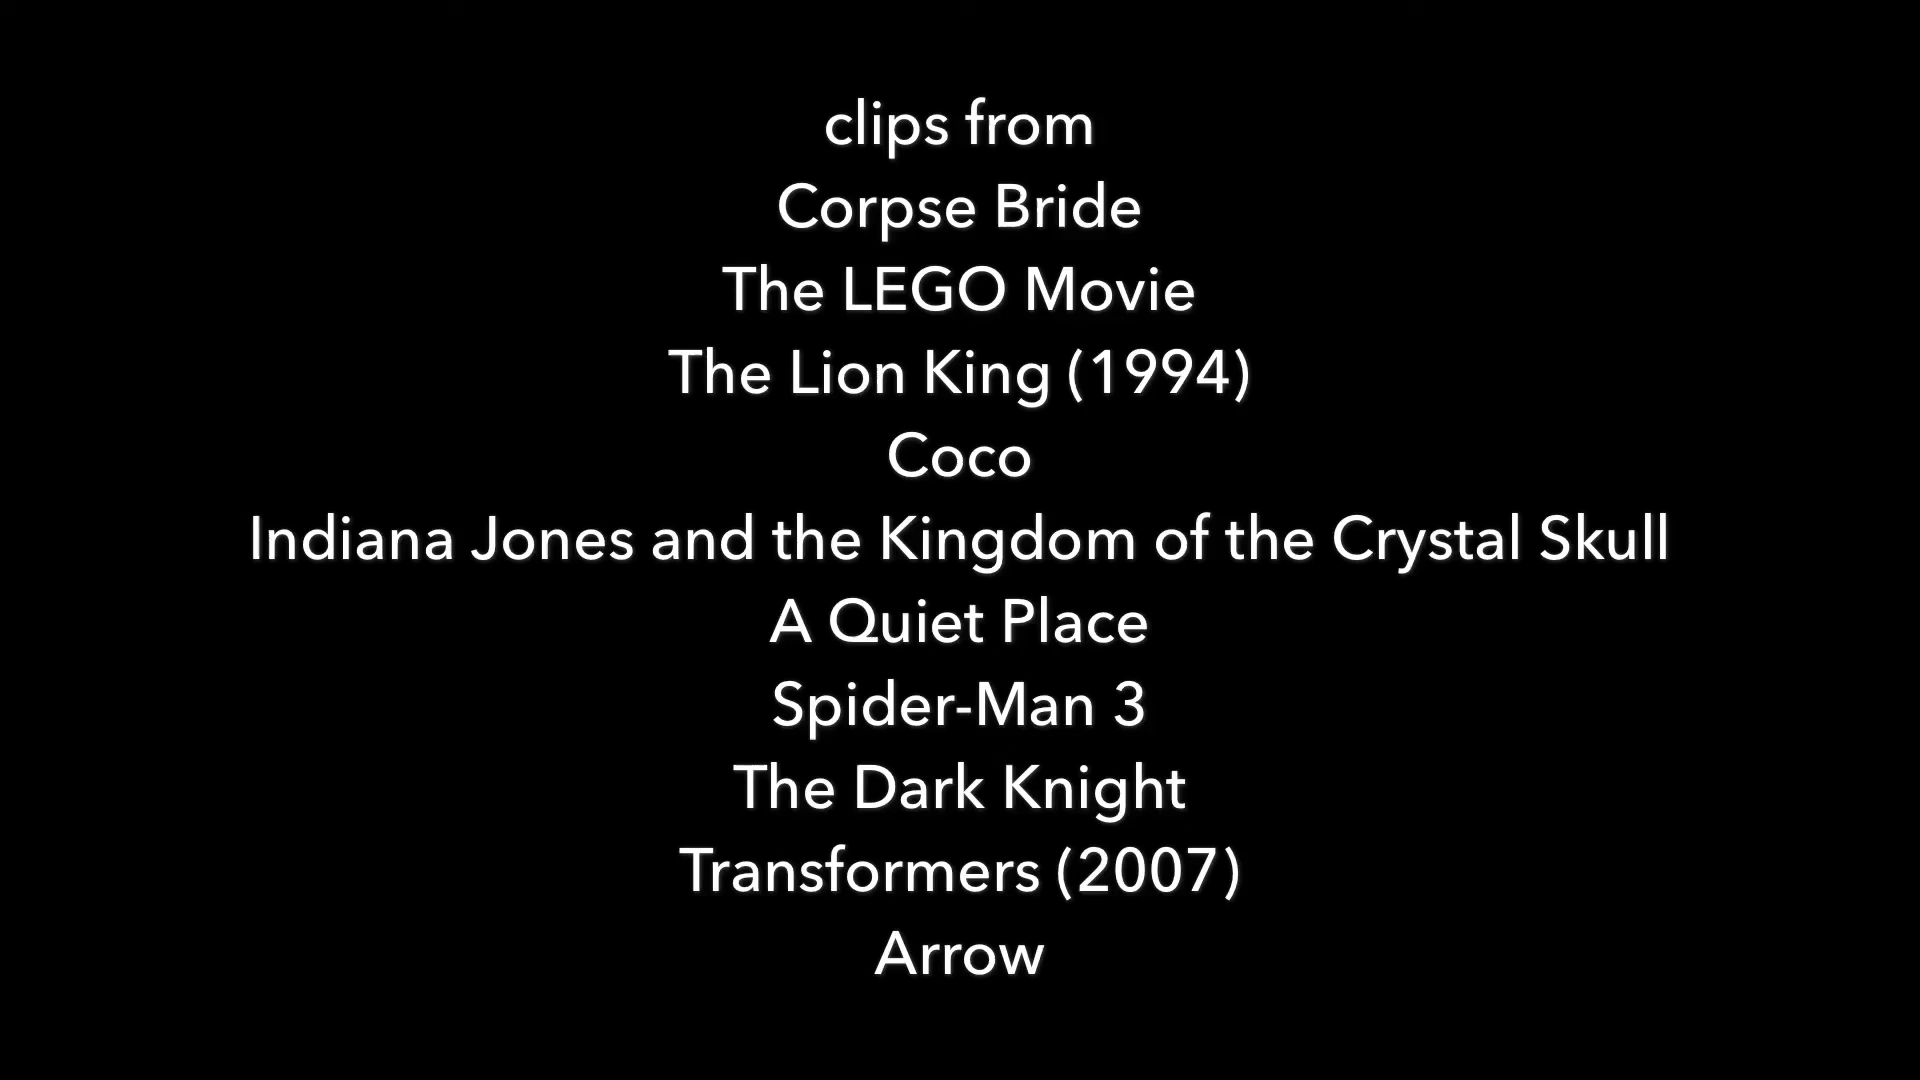 clips from
Corpse Bride
The LEGO Movie
The Lion King (1994)
Coco
Indiana Jones and the Kingdom of the Crystal Skull
A Quiet Place
Spider-Man 3
The Dark Knight
Transformers (2007)
Arrow